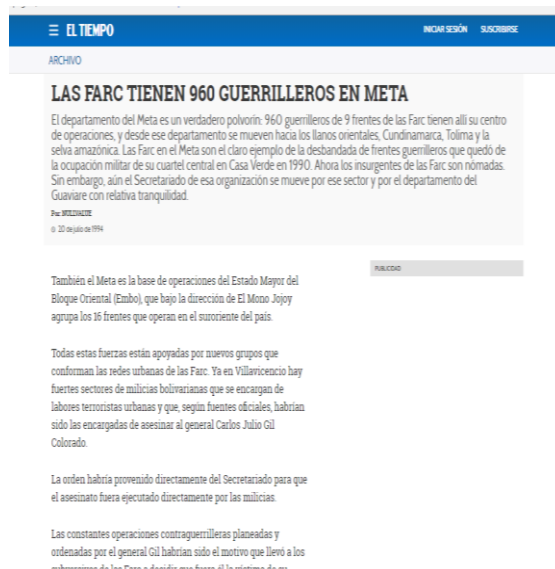 EL TIEMPO
INICIAR SESIÓN SUSCRIBIRSE
ARCHIVO
LAS FARC TIENEN 960 GUERRILLEROS EN META
El departamento del Meta es un verdadero polvorín: 960 guerrilleros de 9 frentes de las Farc tienen allí su centro
de operaciones, y desde ese departamento se mueven hacia los llanos orientales, Cundinamarca, Tolima y la
selva amazónica. Las Farc en el Meta son el claro ejemplo de la desbandada de frentes guerrilleros que quedó de
la ocupación militar de su cuartel central en Casa Verde en 1990. Ahora los insurgentes de las Farc son nómadas.
Sin embargo, aún el Secretariado de esa organización se mueve por ese sector y por el departamento del
Guaviare con relativa tranquilidad.
Por: NULLVALUE
20 de julio de 1994
PUBLICIDAD
También el Meta es la base de operaciones del Estado Mayor del
Bloque Oriental (Embo), que bajo la dirección de El Mono Jojoy
agrupa los 16 frentes que operan en el suroriente del país.
Todas estas fuerzas están apoyadas por nuevos grupos que
conforman las redes urbanas de las Farc. Ya en Villavicencio hay
fuertes sectores de milicias bolivarianas que se encargan de
labores terroristas urbanas y que, según fuentes oficiales, habrían
sido las encargadas de asesinar al general Carlos Julio Gil
Colorado.
La orden habría provenido directamente del Secretariado para que
el asesinato fuera ejecutado directamente por las milicias.
Las constantes operaciones contraguerrilleras planeadas y
ordenadas por el general Gil habrían sido el motivo que llevó a los